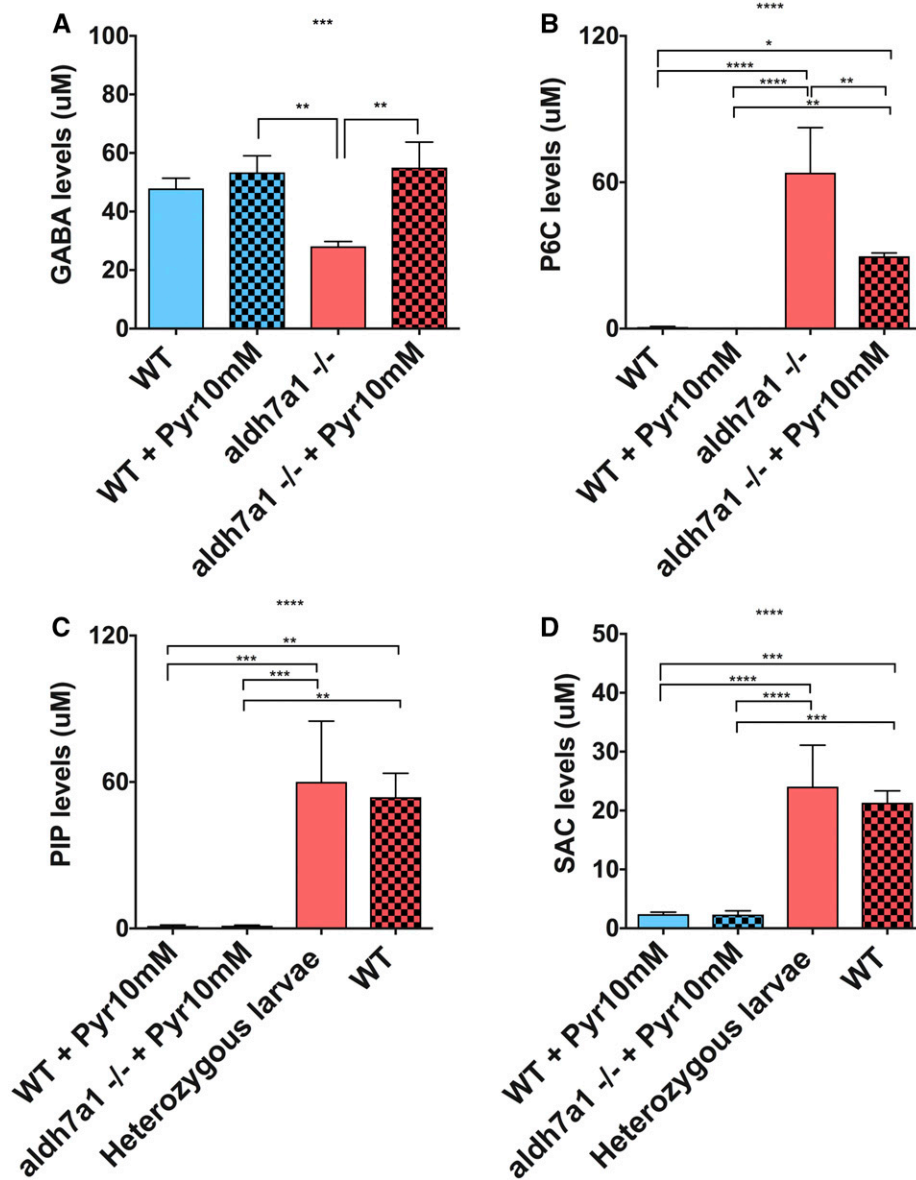 A
***
100
80
60
40
20
0
GABA levels (uM)
**
**
WT
WT + Pyr10mM
aldh7a1 -/-
aldh7a1 -/- + Pyr10mM
B
****
120
60
0
P6C levels (uM)
*
****
****
**
**
WT
WT + Pyr10mM
aldh7a1 -/-
aldh7a1 -/- + Pyr10mM
C
****
120
60
0
PIP levels (uM)
**
***
***
**
WT + Pyr10mM
aldh7a1 -/- + Pyr10mM
Heterozygous larvae
WT
D
****
50
40
30
20
10
0
SAC levels (uM)
***
****
****
***
WT + Pyr10mM
aldh7a1 -/- + Pyr10mM
Heterozygous larvae
WT